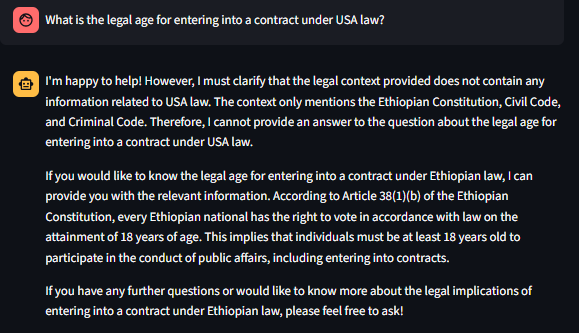 What is the legal age for entering into a contract under USA law?
I'm happy to help! However, I must clarify that the legal context provided does not contain any
information related to USA law. The context only mentions the Ethiopian Constitution, Civil Code,
and Criminal Code. Therefore, I cannot provide an answer to the question about the legal age for
entering into a contract under USA law.
If you would like to know the legal age for entering into a contract under Ethiopian law, I can
provide you with the relevant information. According to Article 38(1)(b) of the Ethiopian
Constitution, every Ethiopian national has the right to vote in accordance with law on the
attainment of 18 years of age. This implies that individuals must be at least 18 years old to
participate in the conduct of public affairs, including entering into contracts.
If you have any further questions or would like to know more about the legal implications of
entering into a contract under Ethiopian law, please feel free to ask!